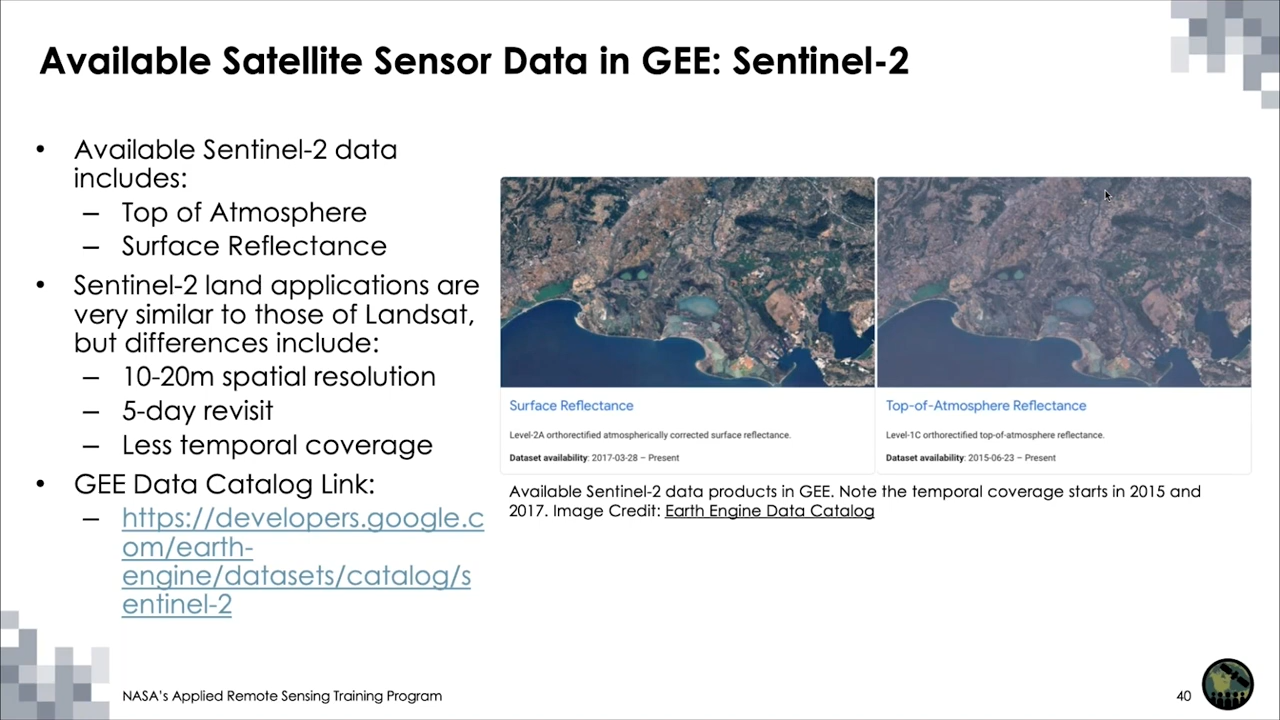 Available Satellite Sensor Data in GEE: Sentinel-2
• Available Sentinel-2 data
includes:
– Top of Atmosphere
– Surface Reflectance
• Sentinel-2 land applications are
very similar to those of Landsat,
but differences include:
– 10-20m spatial resolution
– 5-day revisit
– Less temporal coverage
• GEE Data Catalog Link:
– https://developers.google.c
om/earth-
engine/datasets/catalog/s
entinel-2
Surface Reflectance
Level-2A orthorectified atmospherically corrected surface reflectance.
Dataset availability: 2017-03-28 – Present
Top-of-Atmosphere Reflectance
Level-1C orthorectified top-of-atmosphere reflectance.
Dataset availability: 2015-06-23 – Present
Available Sentinel-2 data products in GEE. Note the temporal coverage starts in 2015 and
2017. Image Credit: Earth Engine Data Catalog
NASA's Applied Remote Sensing Training Program
40